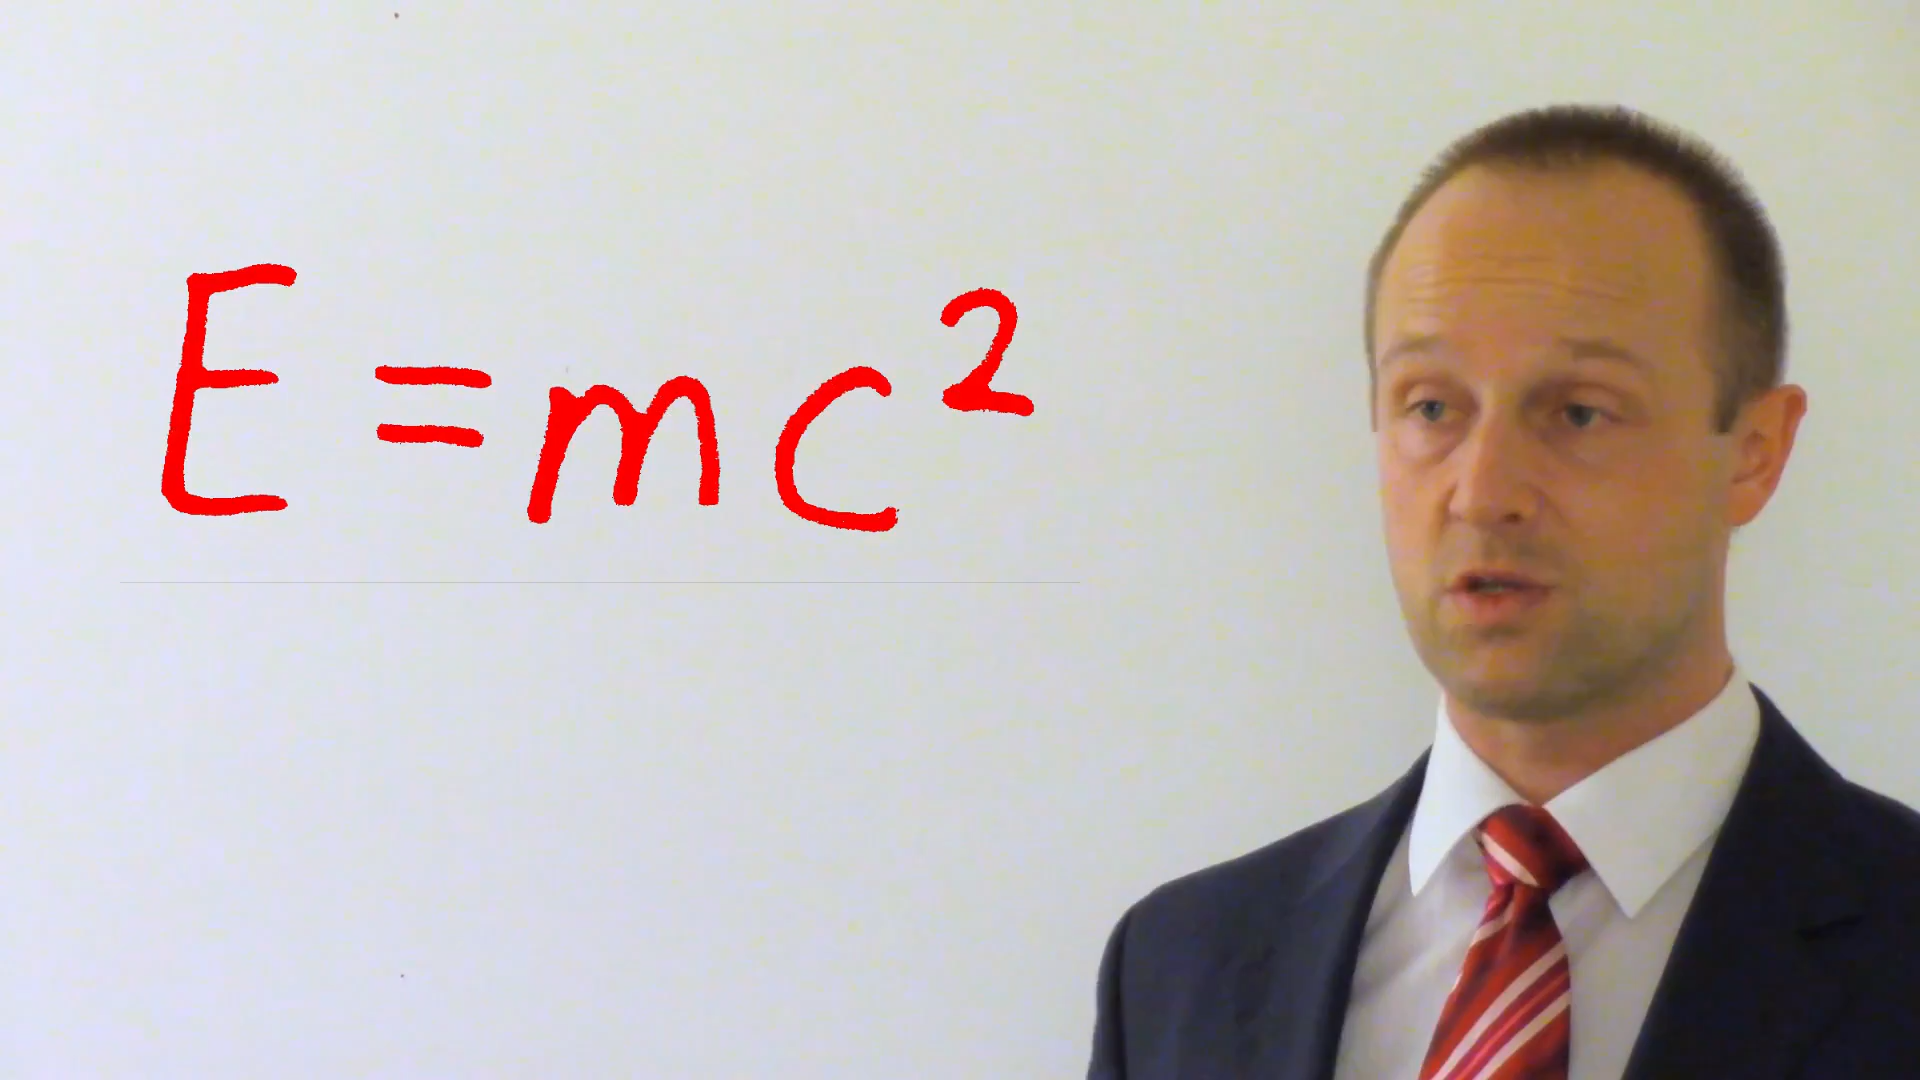 E = mc²